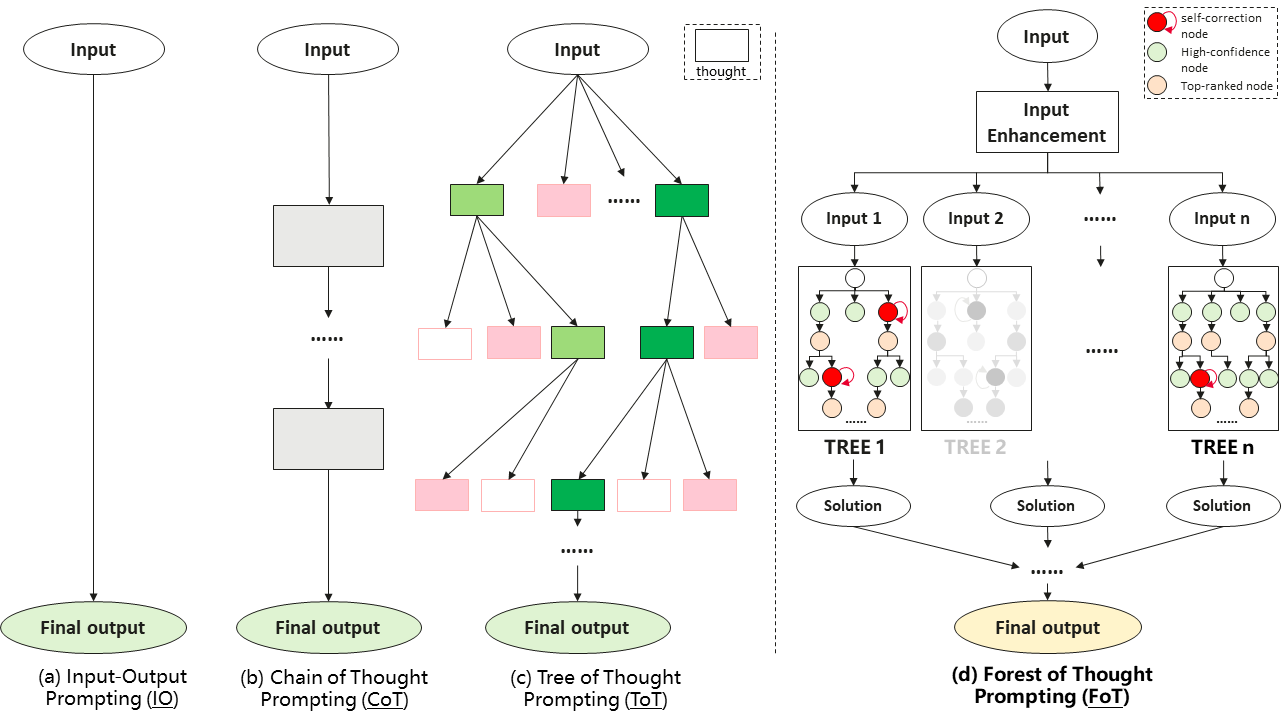 Input
Final output
(a) Input-Output
Prompting (IO)
Input
……
Final output
(b) Chain of Thought
Prompting (CoT)
Input
thought
……
……
Final output
(c) Tree of Thought
Prompting (ToT)
self-correction
node
High-confidence
node
Top-ranked node
Input
Input
Enhancement
Input 1
Input 2
……
Input n
……
……
……
……
TREE 1
TREE 2
TREE n
Solution
Solution
Solution
……
Final output
(d) Forest of Thought
Prompting (FoT)